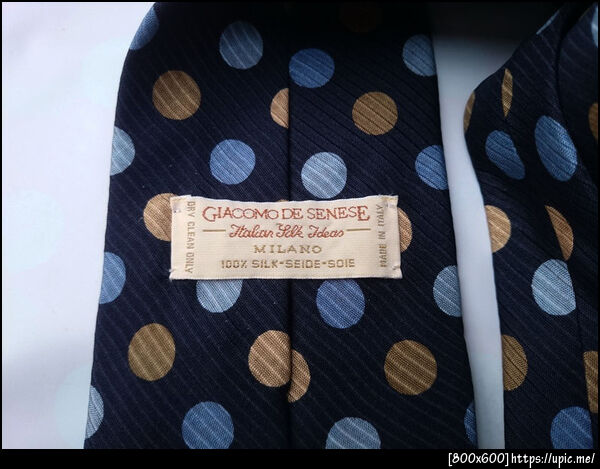 GIACOMO DE SENESE
Italian Silk Ideas
MILANO
100% SILK-SEIDE-SOIE
DRY CLEAN ONLY
MADE IN ITALY
[800x600]https://upic.me/